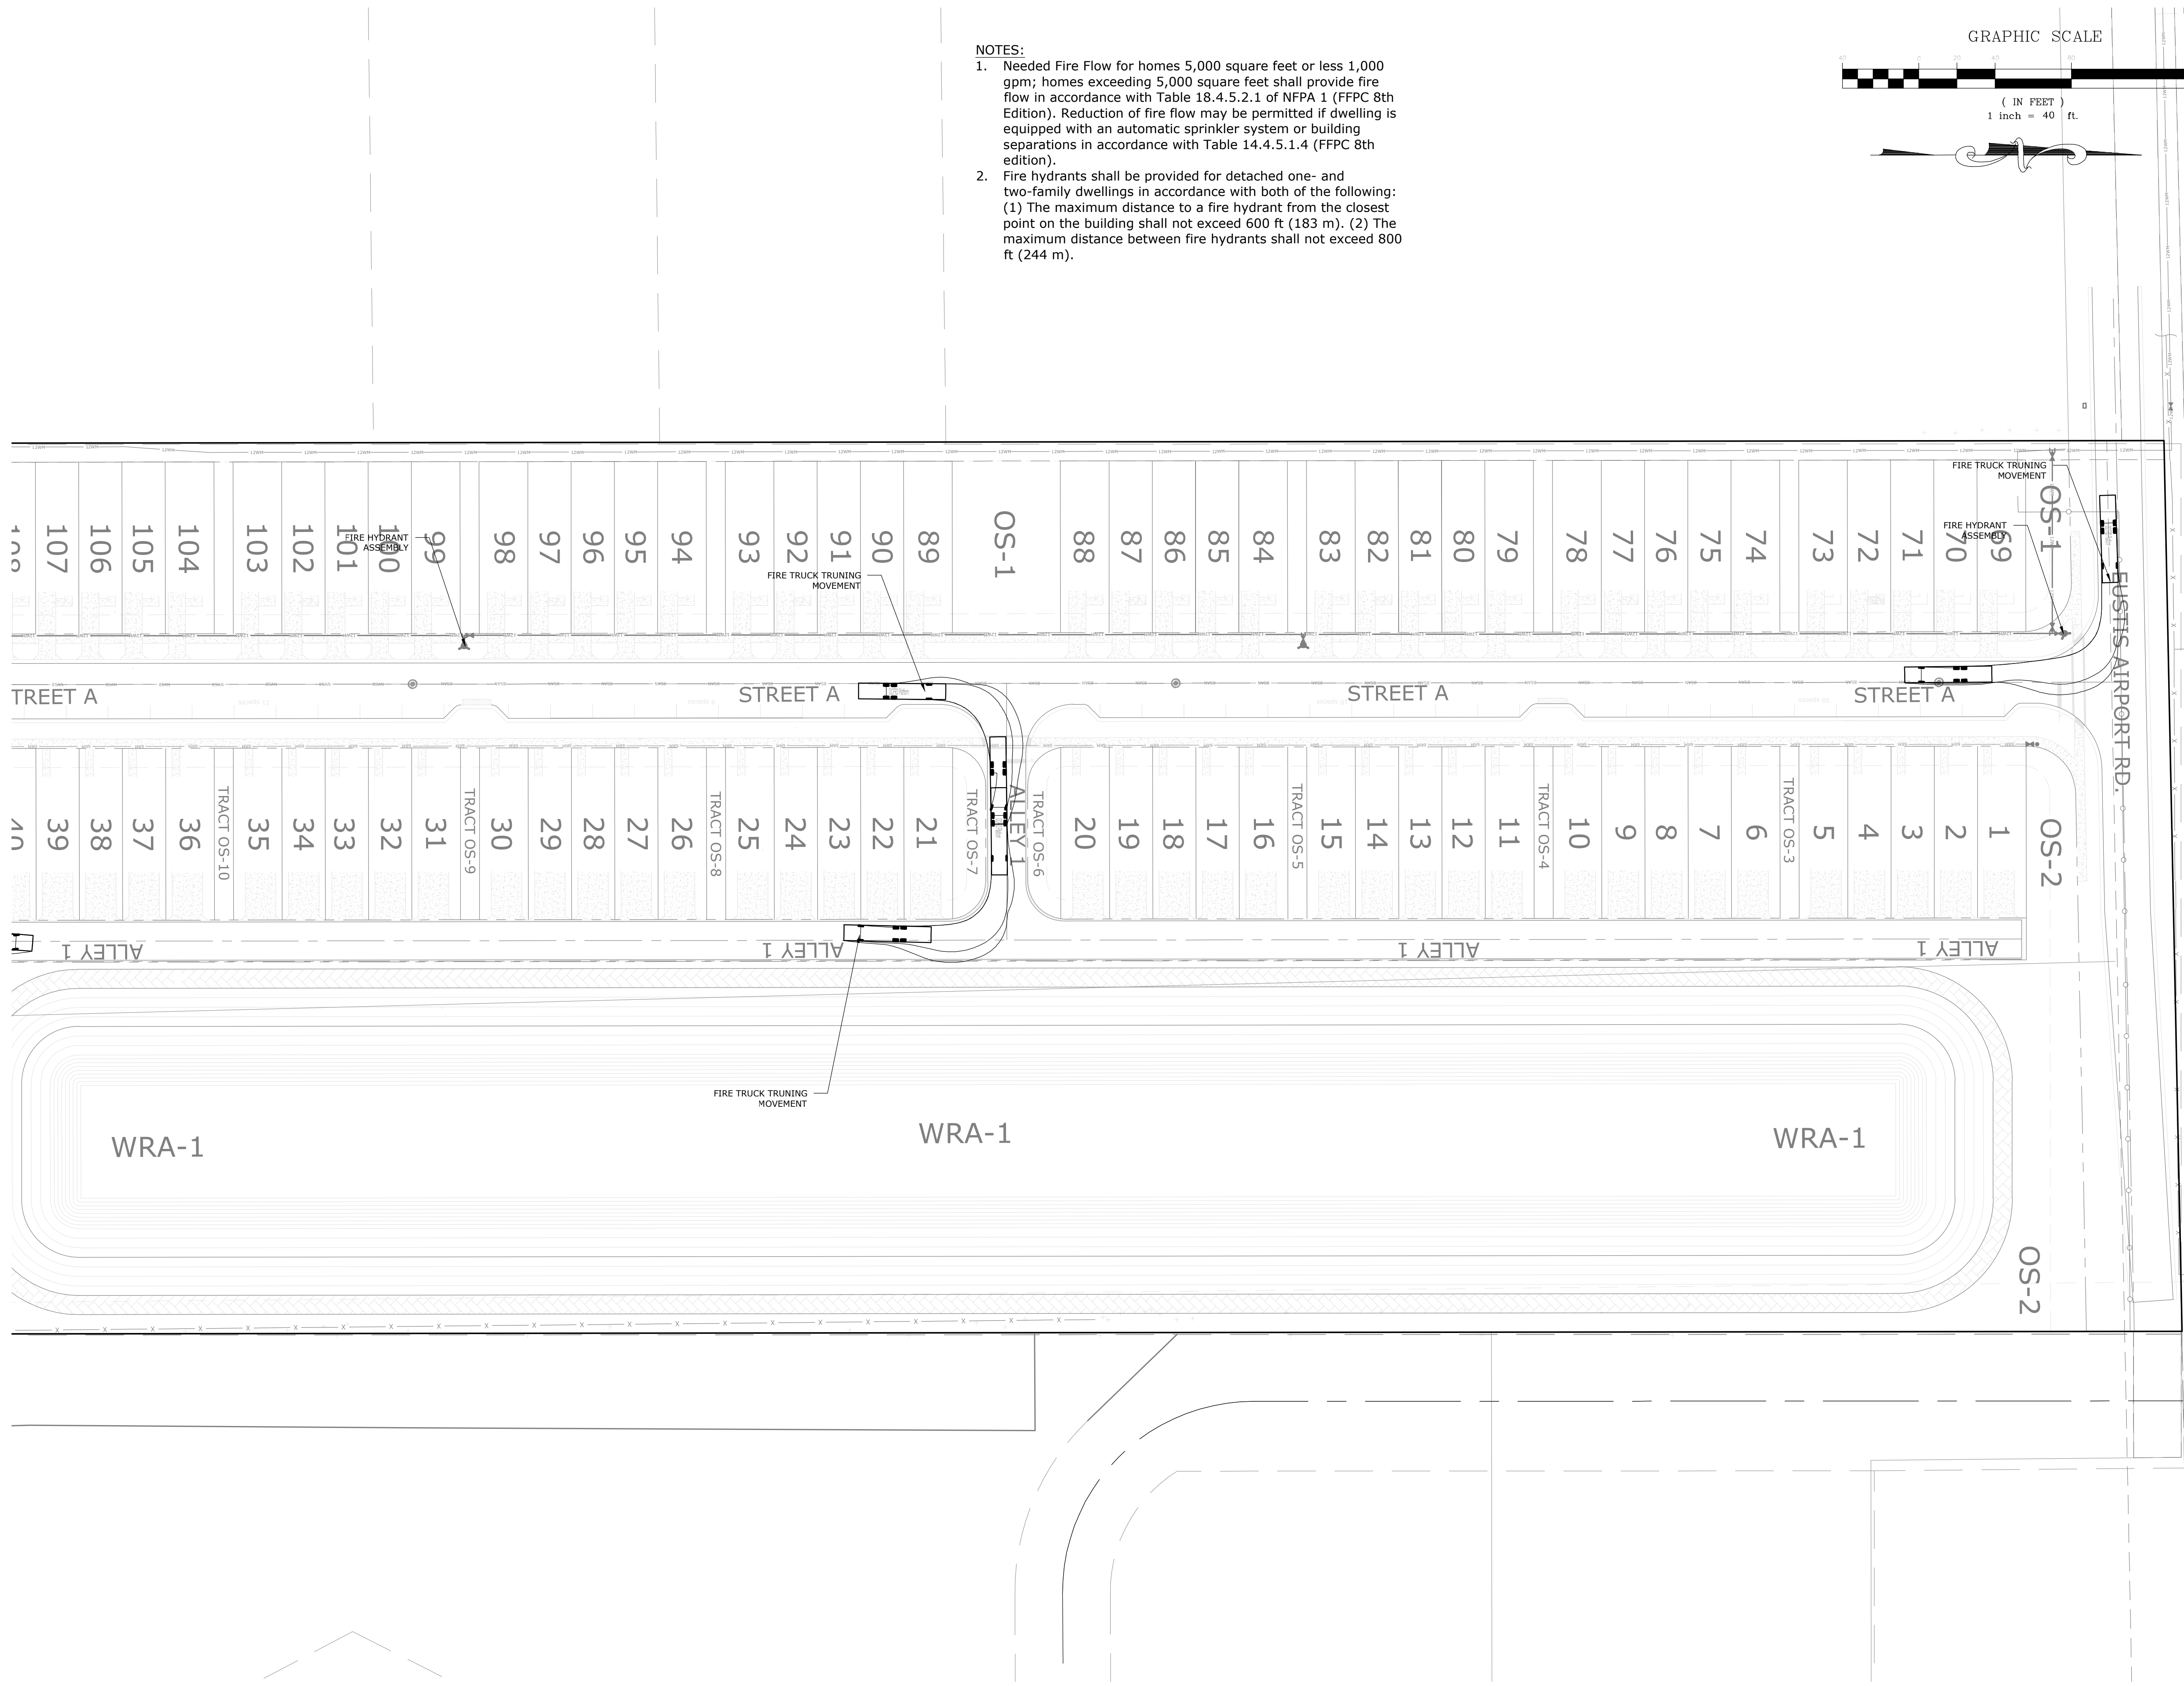 NOTES:
1. Needed Fire Flow for homes 5,000 square feet or less 1,000
gpm; homes exceeding 5,000 square feet shall provide fire
flow in accordance with Table 18.4.5.2.1 of NFPA 1 (FFPC 8th
Edition). Reduction of fire flow may be permitted if dwelling is
equipped with an automatic sprinkler system or building
separations in accordance with Table 14.4.5.1.4 (FFPC 8th
edition).
2. Fire hydrants shall be provided for detached one- and
two-family dwellings in accordance with both of the following:
(1) The maximum distance to a fire hydrant from the closest
point on the building shall not exceed 600 ft (183 m). (2) The
maximum distance between fire hydrants shall not exceed 800
ft (244 m).
GRAPHIC SCALE
40 0 20 40 80
( IN FEET )
1 inch = 40 ft.
FIRE TRUCK TRUNING
MOVEMENT
FIRE HYDRANT
ASSEMBLY
FIRE HYDRANT
ASSEMBLY
FIRE TRUCK TRUNING
MOVEMENT
108 107 106 105 104 103 102 101 100 99 98 97 96 95 94 93 92 91 90 89 OS-1 88 87 86 85 84 83 82 81 80 79 78 77 76 75 74 73 72 71 70 69 OS-1
EUSTIS AIRPORT RD.
TREET A
STREET A
STREET A
STREET A
40 39 38 37 36 TRACT OS-10 35 34 33 32 31 TRACT OS-9 30 29 28 27 26 TRACT OS-8 25 24 23 22 21 TRACT OS-7 ALLEY 1 TRACT OS-6 20 19 18 17 16 TRACT OS-5 15 14 13 12 11 TRACT OS-4 10 9 8 7 6 TRACT OS-3 5 4 3 2 1 OS-2
ALLEY 1
ALLEY 1
ALLEY 1
ALLEY 1
FIRE TRUCK TRUNING
MOVEMENT
WRA-1
WRA-1
WRA-1
OS-2